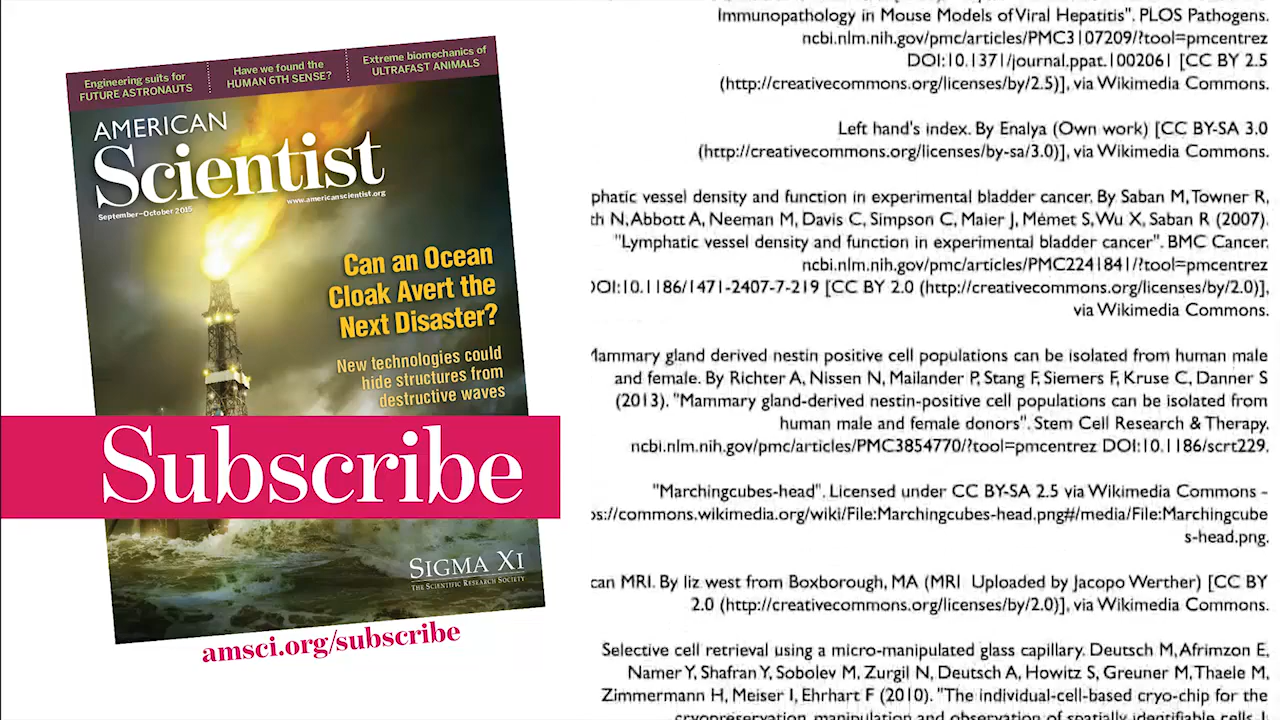 Engineering suits for
FUTURE ASTRONAUTS
Have we found the
HUMAN 6TH SENSE?
Extreme biomechanics of
ULTRAFAST ANIMALS
AMERICAN
Scientist
September–October 2015
www.americanscientist.org
Can an Ocean
Cloak Avert the
Next Disaster?
New technologies could
hide structures from
destructive waves
Subscribe
SIGMA XI
THE SCIENTIFIC RESEARCH SOCIETY
amsci.org/subscribe
Immunopathology in Mouse Models of Viral Hepatitis". PLOS Pathogens.
ncbi.nlm.nih.gov/pmc/articles/PMC3107209/?tool=pmcentrez
DOI:10.1371/journal.ppat.1002061 [CC BY 2.5
(http://creativecommons.org/licenses/by/2.5)], via Wikimedia Commons.
Left hand's index. By Enalya (Own work) [CC BY-SA 3.0
(http://creativecommons.org/licenses/by-sa/3.0)], via Wikimedia Commons.
phatic vessel density and function in experimental bladder cancer. By Saban M, Towner R,
th N, Abbott A, Neeman M, Davis C, Simpson C, Maier J, Mémet S, Wu X, Saban R (2007).
"Lymphatic vessel density and function in experimental bladder cancer". BMC Cancer.
ncbi.nlm.nih.gov/pmc/articles/PMC2241841/?tool=pmcentrez
OI:10.1186/1471-2407-7-219 [CC BY 2.0 (http://creativecommons.org/licenses/by/2.0)],
via Wikimedia Commons.
Mammary gland derived nestin positive cell populations can be isolated from human male
and female. By Richter A, Nissen N, Mailander P, Stang F, Siemers F, Kruse C, Danner S
(2013). "Mammary gland-derived nestin-positive cell populations can be isolated from
human male and female donors". Stem Cell Research & Therapy.
ncbi.nlm.nih.gov/pmc/articles/PMC3854770/?tool=pmcentrez DOI:10.1186/scrt229.
"Marchingcubes-head". Licensed under CC BY-SA 2.5 via Wikimedia Commons -
ps://commons.wikimedia.org/wiki/File:Marchingcubes-head.png#/media/File:Marchingcube
s-head.png.
can MRI. By liz west from Boxborough, MA (MRI Uploaded by Jacopo Werther) [CC BY
2.0 (http://creativecommons.org/licenses/by/2.0)], via Wikimedia Commons.
Selective cell retrieval using a micro-manipulated glass capillary. Deutsch M, Afrimzon E,
Namer Y, Shafran Y, Sobolev M, Zurgil N, Deutsch A, Howitz S, Greuner M, Thaele M,
Zimmermann H, Meiser I, Ehrhart F (2010). "The individual-cell-based cryo-chip for the
cryopreservation, manipulation and observation of spatially identifiable cells. I